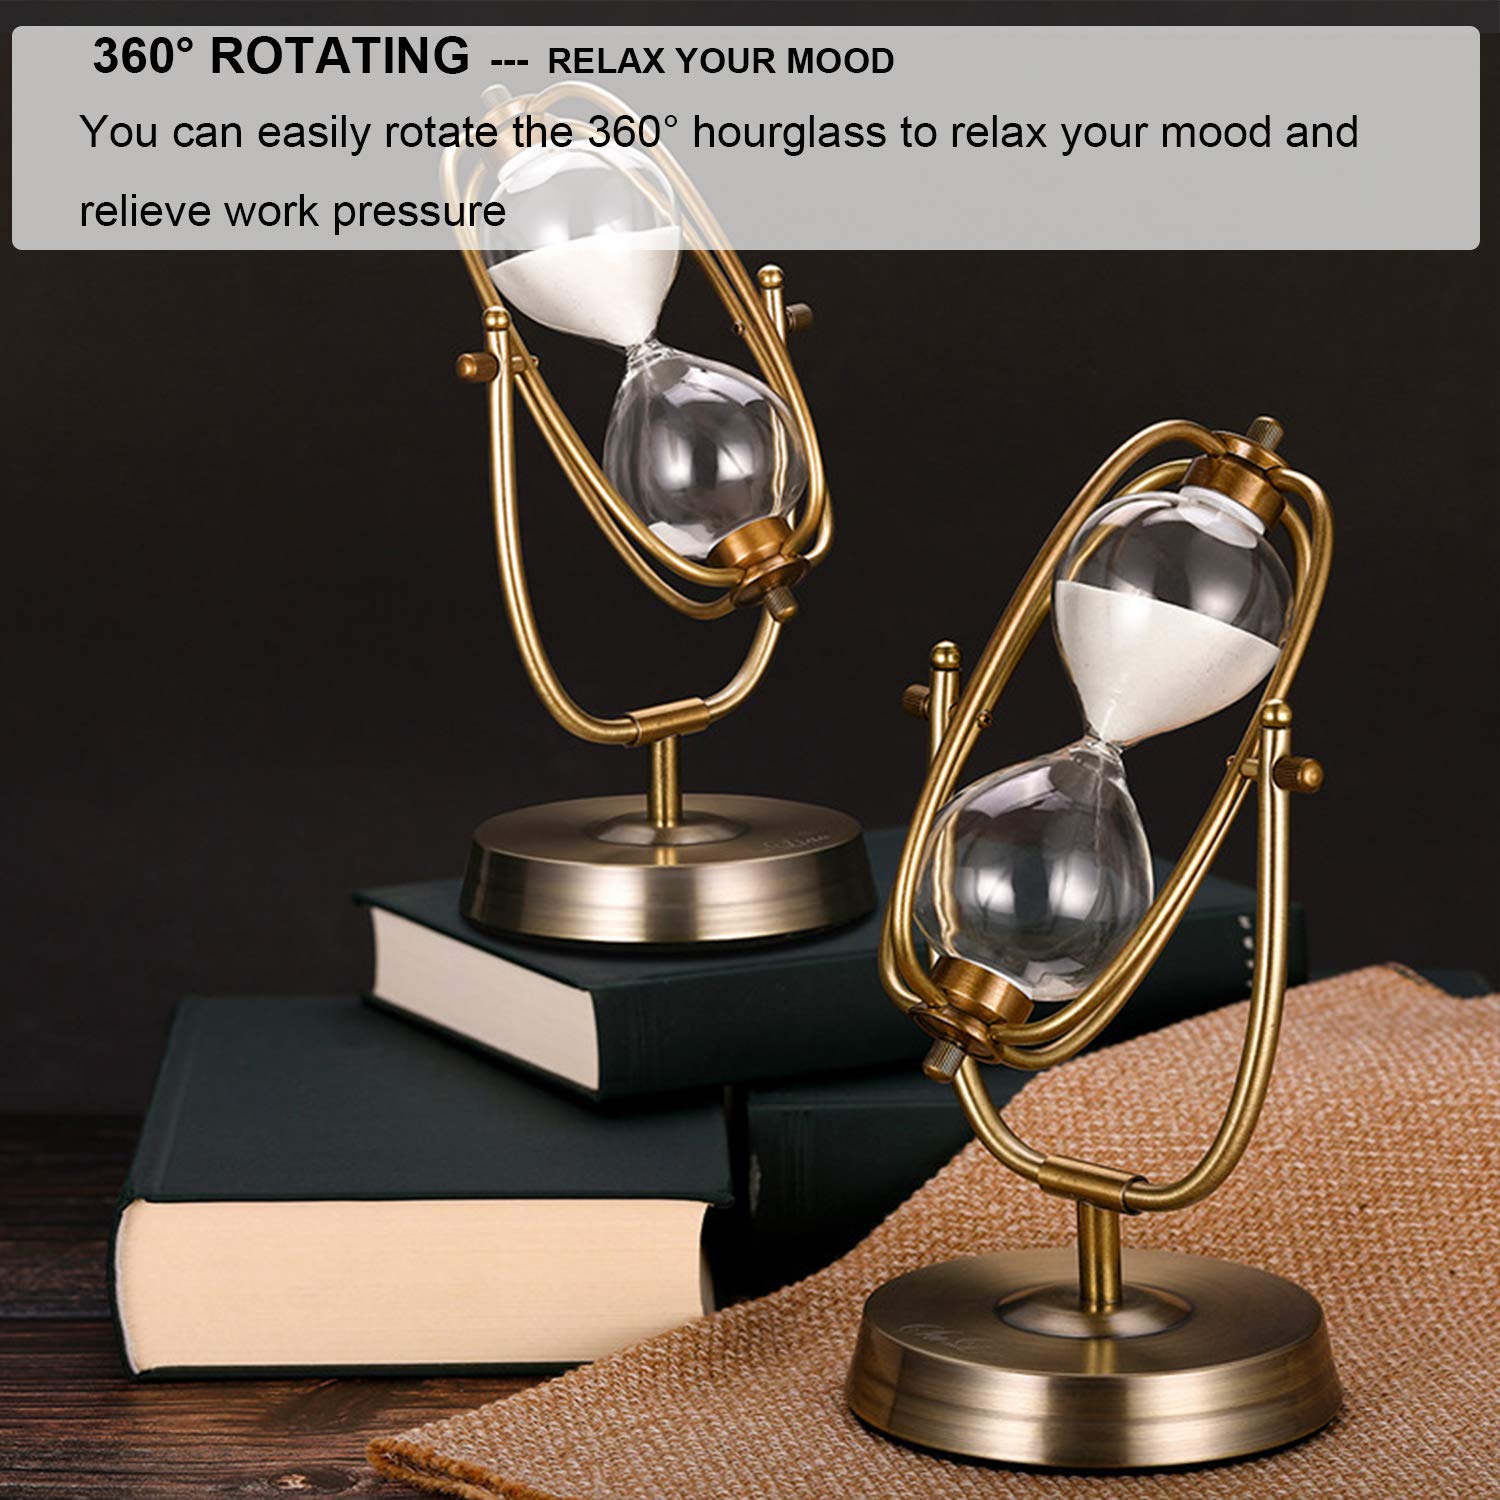 360° ROTATING --- RELAX YOUR MOOD
You can easily rotate the 360° hourglass to relax your mood and
relieve work pressure